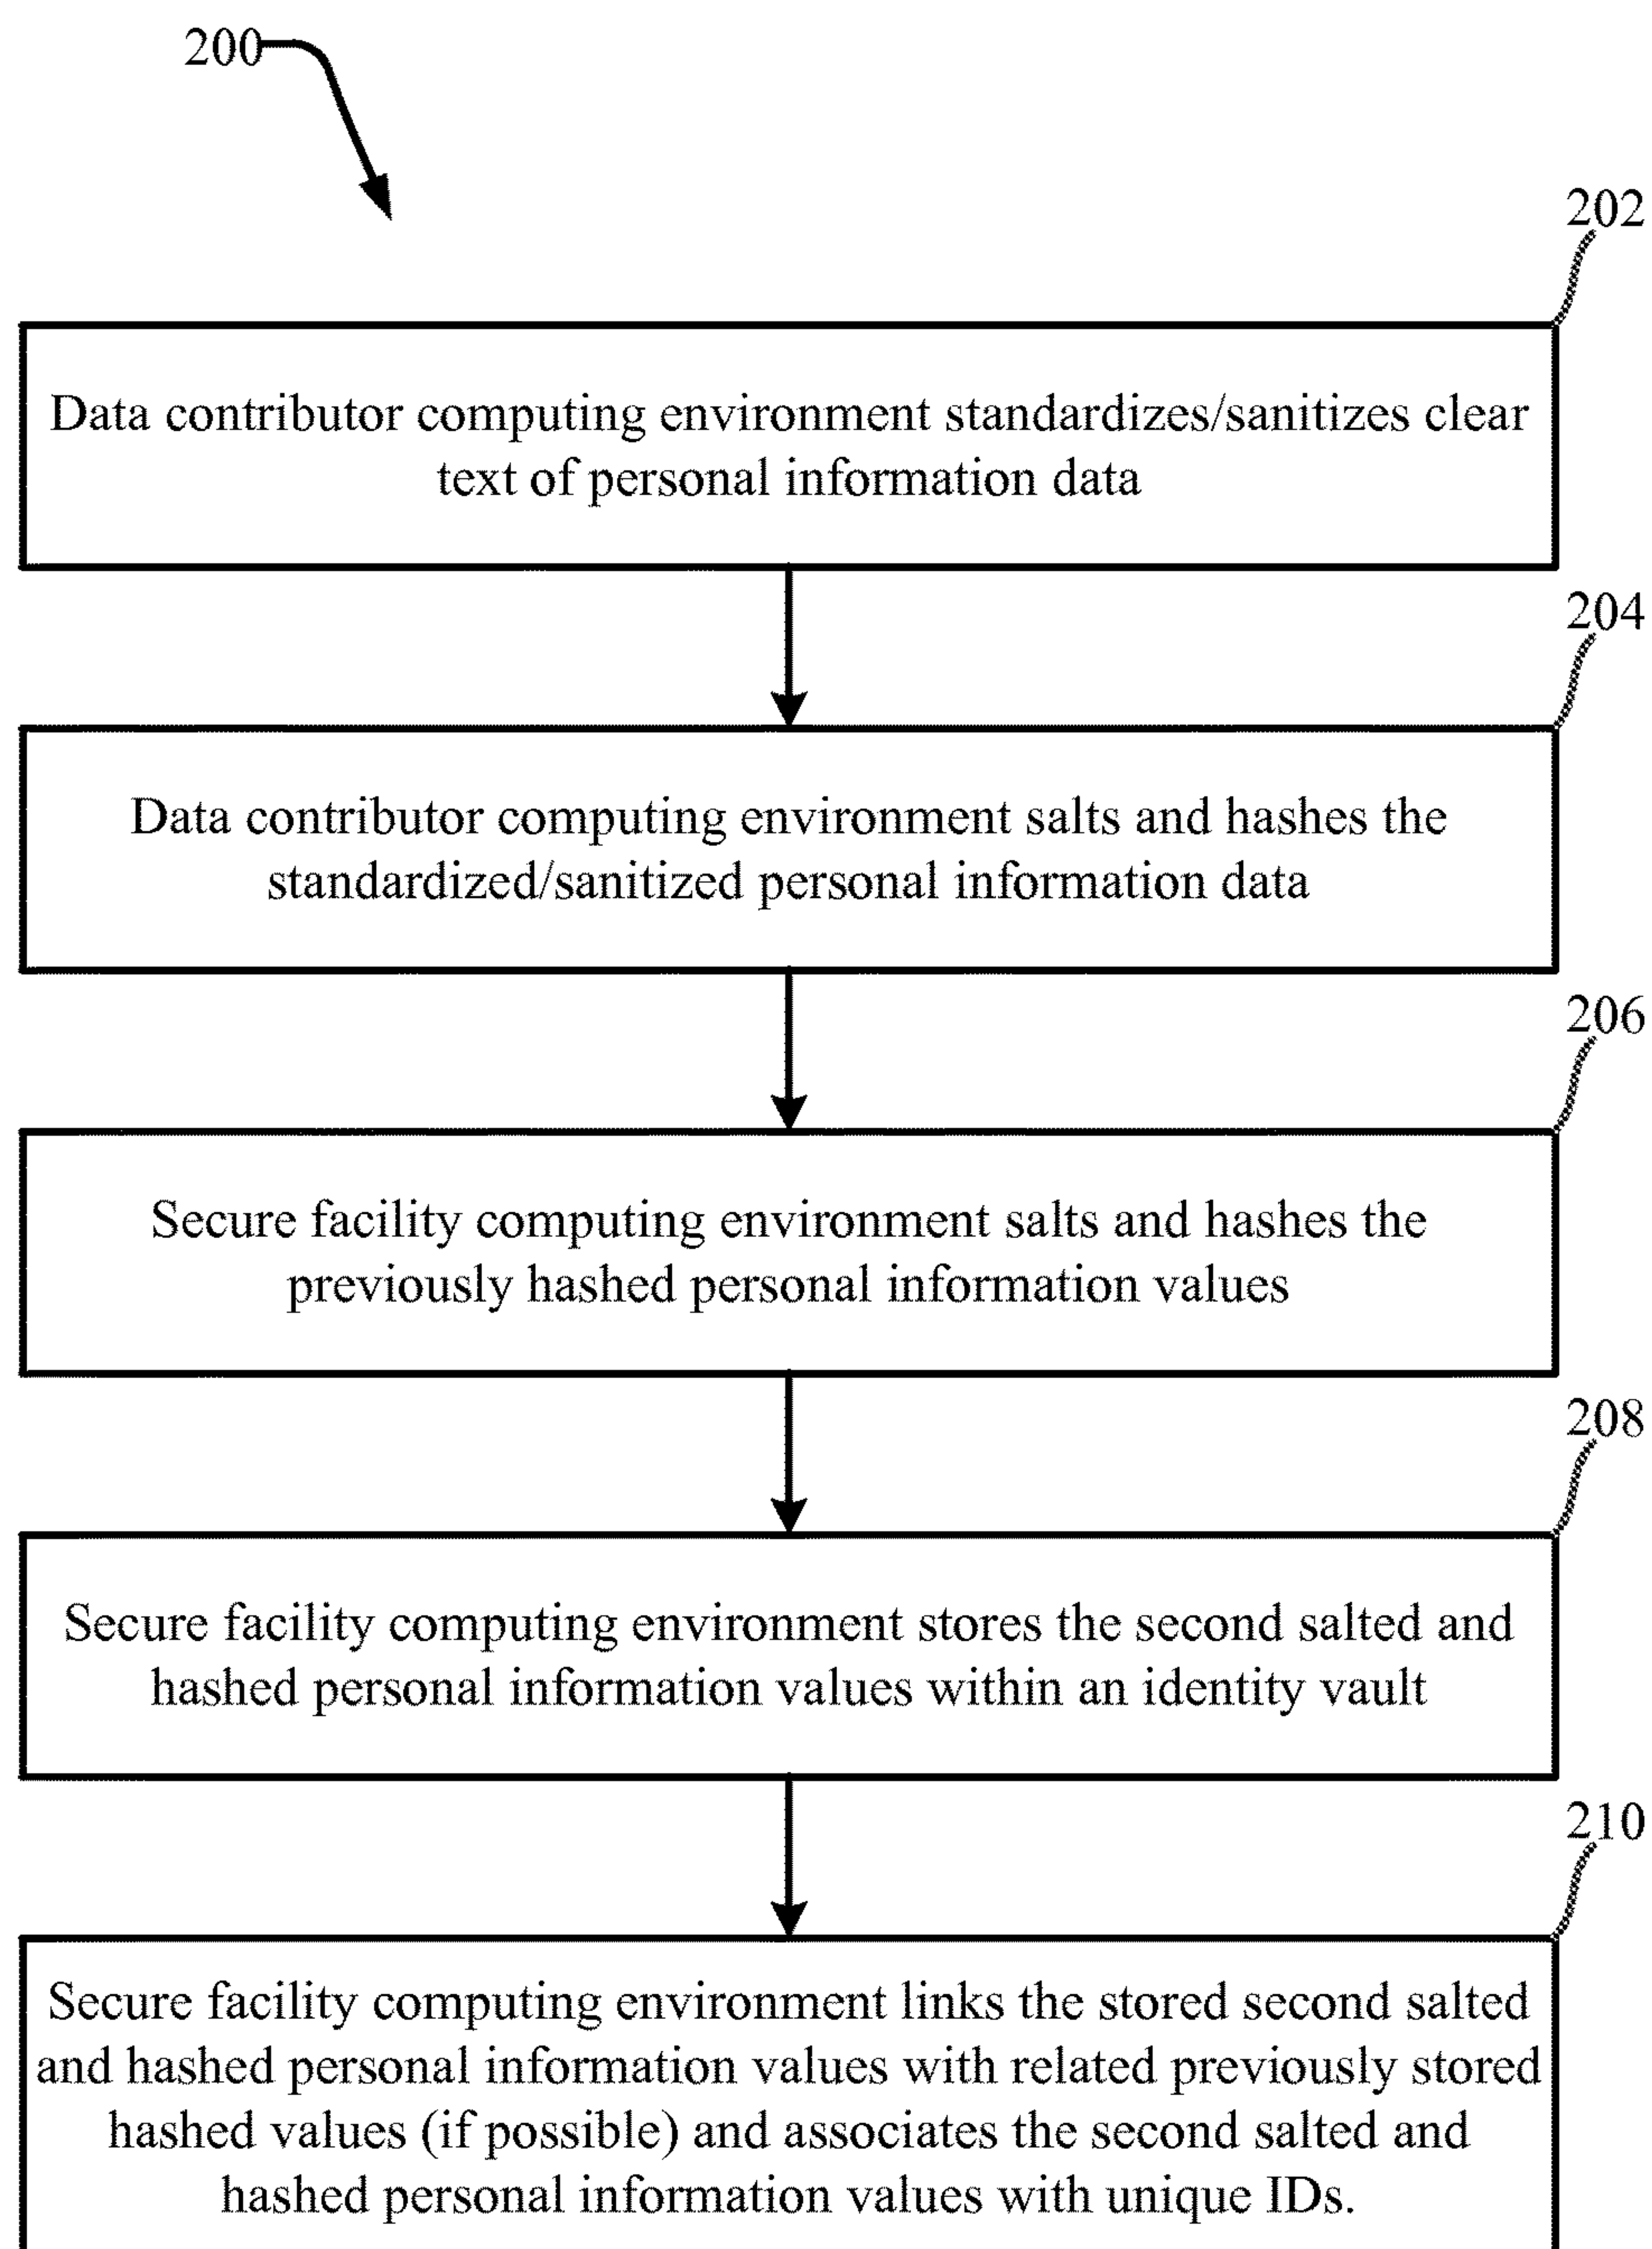 200
202
Data contributor computing environment standardizes/sanitizes clear
text of personal information data
204
Data contributor computing environment salts and hashes the
standardized/sanitized personal information data
206
Secure facility computing environment salts and hashes the
previously hashed personal information values
208
Secure facility computing environment stores the second salted and
hashed personal information values within an identity vault
210
Secure facility computing environment links the stored second salted
and hashed personal information values with related previously stored
hashed values (if possible) and associates the second salted and
hashed personal information values with unique IDs.